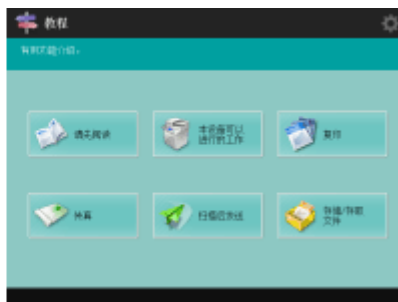 教程
有时功能介绍。
请先阅读
本设备可以
进行的工作
复印
传真
扫描后发送
存储/存取
文件